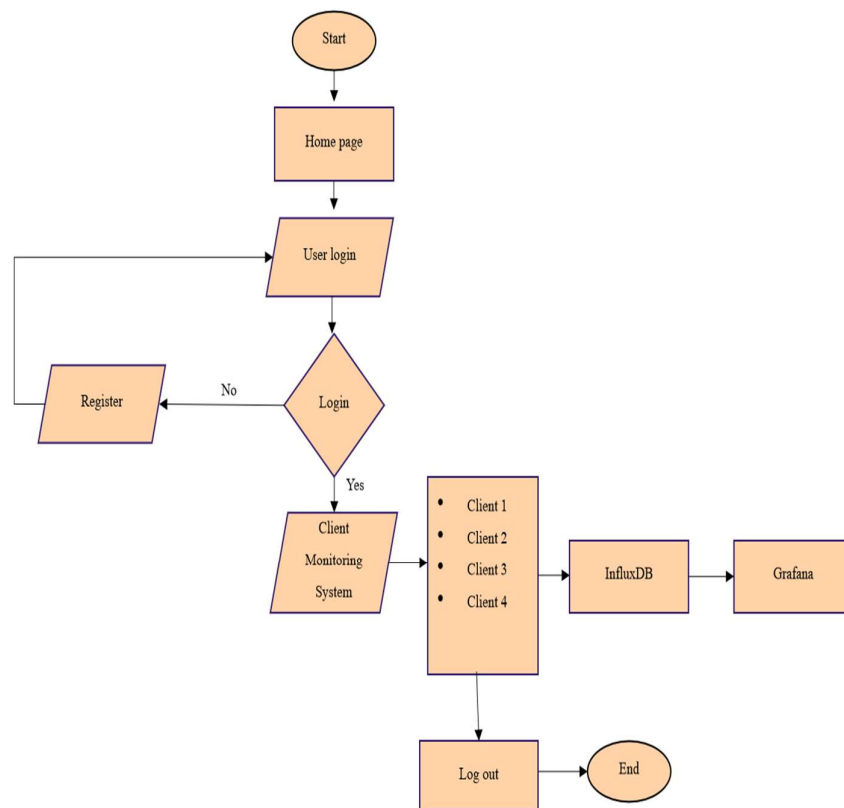 Start
Home page
User login
Login
No
Register
Yes
Client
Monitoring
System
• Client 1
• Client 2
• Client 3
• Client 4
InfluxDB
Grafana
Log out
End